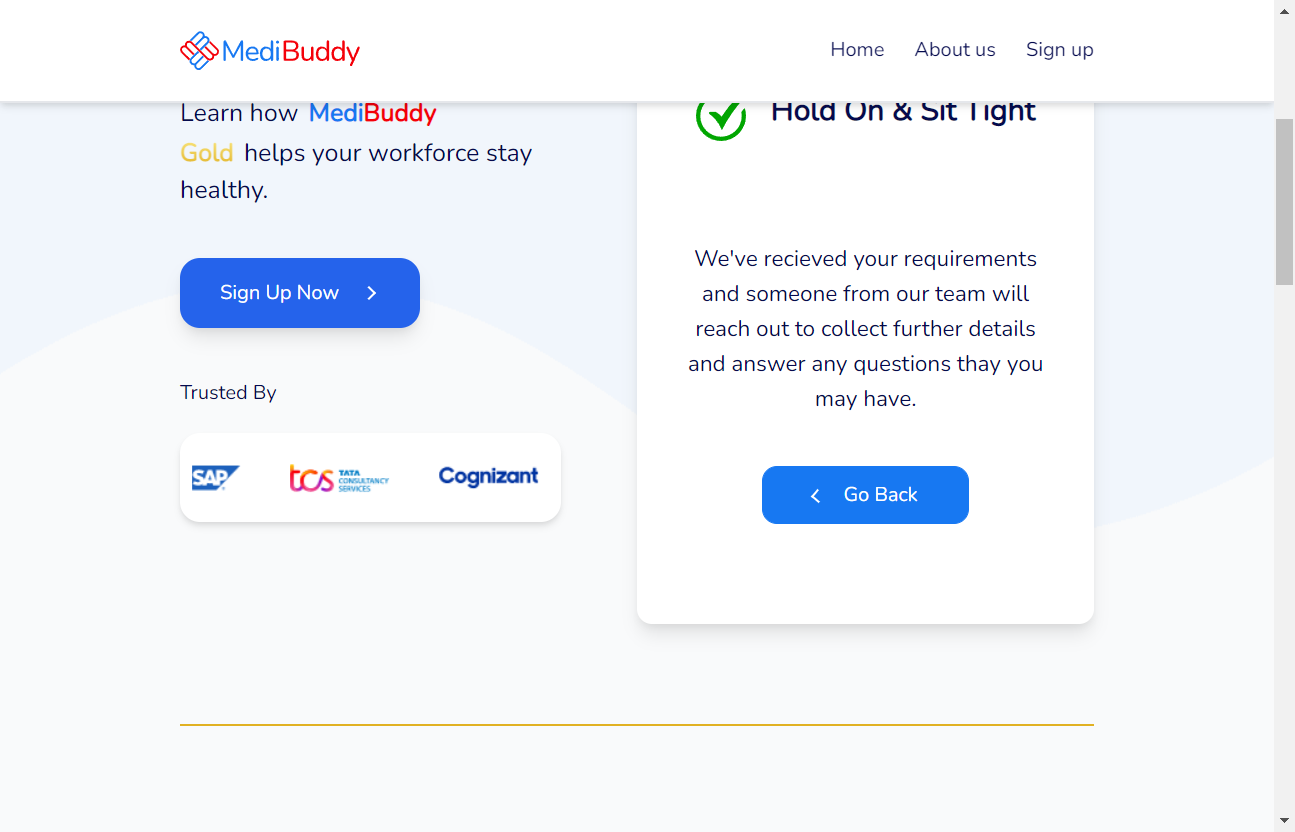 MediBuddy
Home
About us
Sign up
Learn how MediBuddy
Gold helps your workforce stay
healthy.
Sign Up Now
Trusted By
SAP
tcs TATA
CONSULTANCY
SERVICES
Cognizant
Hold On & Sit Tight
We've recieved your requirements
and someone from our team will
reach out to collect further details
and answer any questions thay you
may have.
Go Back